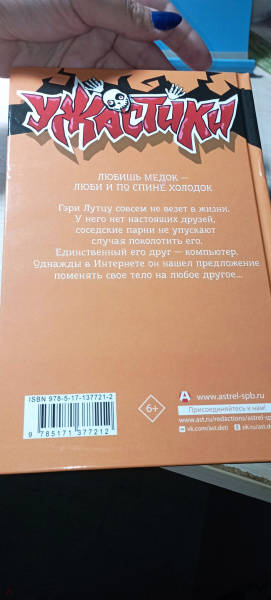 УЖАСТИКИ
ЛЮБИШЬ МЕДОК —
ЛЮБИ И ПО СПИНЕ ХОЛОДОК
Гэри Лутцу совсем не везет в жизни.
У него нет настоящих друзей,
соседские парни не упускают
случая поколотить его.
Единственный его друг — компьютер.
Однажды в Интернете он нашел предложение
поменять свое тело на любое другое...
ISBN 978-5-17-137721-2
9 785171 377212
6+
www.astrel-spb.ru
Присоединяйтесь к нам!
www.ast.ru/redactions/astrel-spb
vk.com/ast.deti